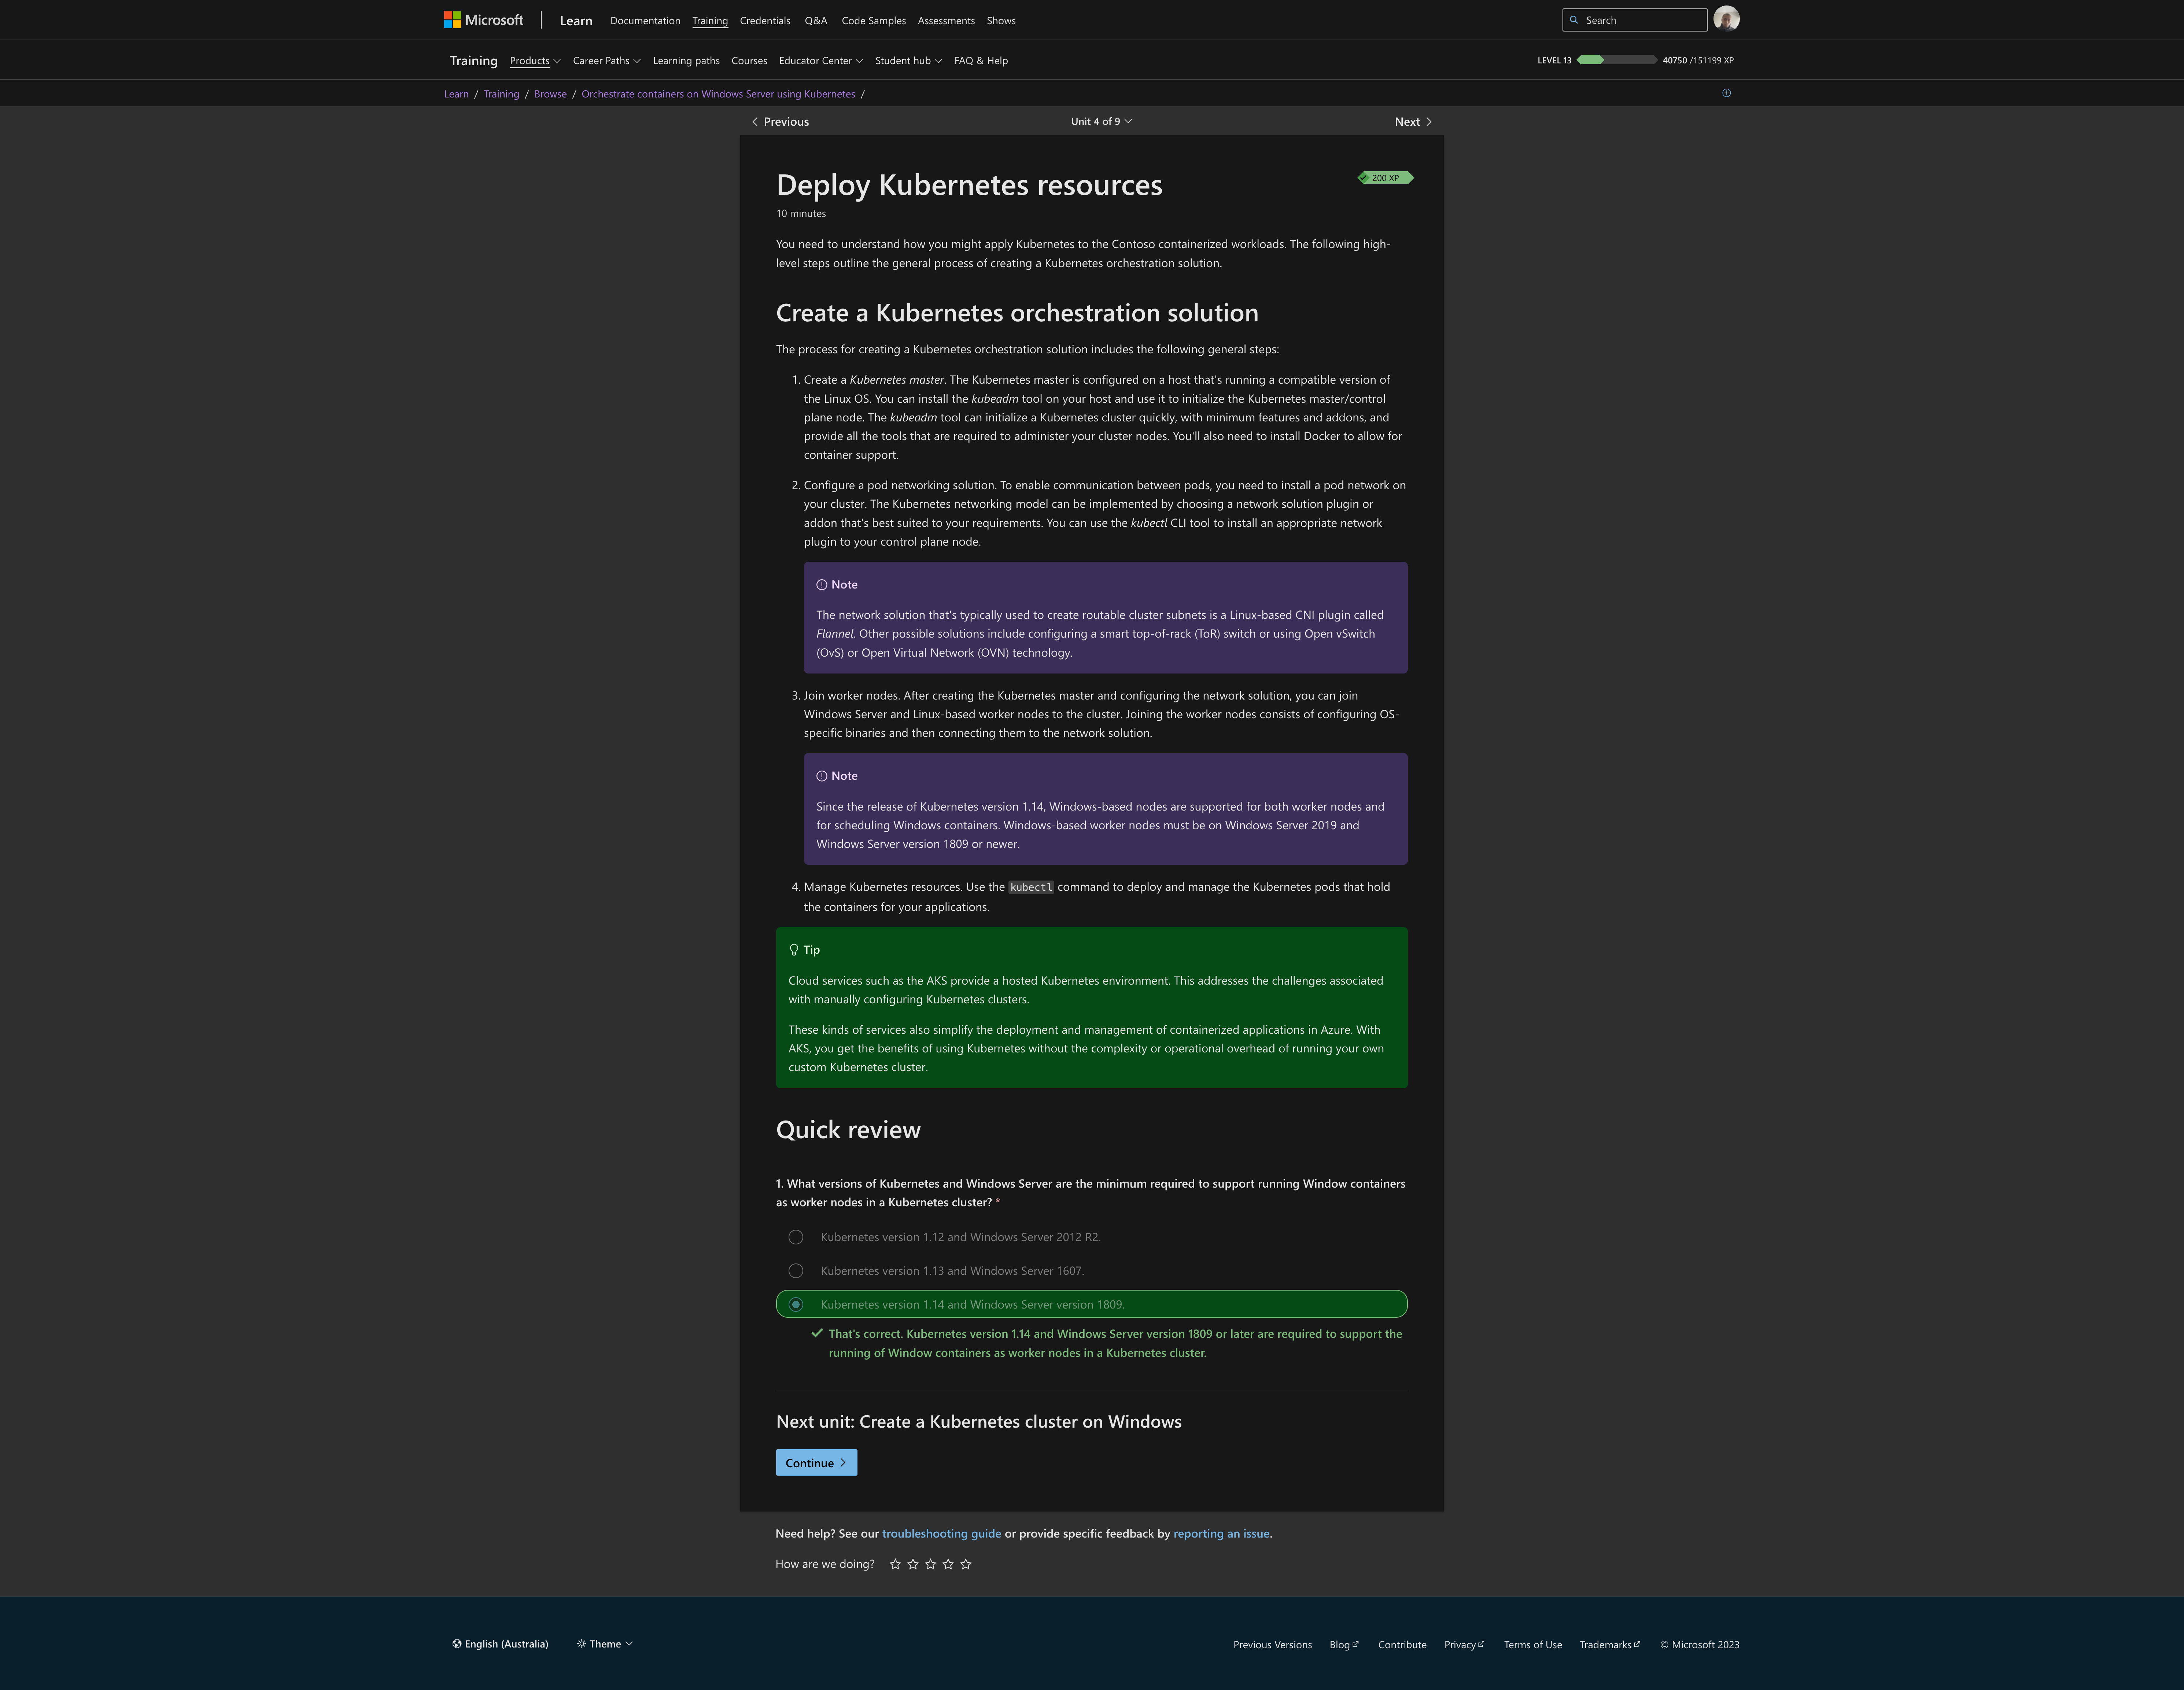 Microsoft
Learn
Documentation
Training
Credentials
Q&A
Code Samples
Assessments
Shows
Search
Training
Products
Career Paths
Learning paths
Courses
Educator Center
Student hub
FAQ & Help
LEVEL 13
40750 /151199 XP
Learn / Training / Browse / Orchestrate containers on Windows Server using Kubernetes /
Previous
Unit 4 of 9
Next
Deploy Kubernetes resources
200 XP
10 minutes
You need to understand how you might apply Kubernetes to the Contoso containerized workloads. The following high-
level steps outline the general process of creating a Kubernetes orchestration solution.
Create a Kubernetes orchestration solution
The process for creating a Kubernetes orchestration solution includes the following general steps:
1. Create a Kubernetes master. The Kubernetes master is configured on a host that's running a compatible version of
the Linux OS. You can install the kubeadm tool on your host and use it to initialize the Kubernetes master/control
plane node. The kubeadm tool can initialize a Kubernetes cluster quickly, with minimum features and addons, and
provide all the tools that are required to administer your cluster nodes. You'll also need to install Docker to allow for
container support.
2. Configure a pod networking solution. To enable communication between pods, you need to install a pod network on
your cluster. The Kubernetes networking model can be implemented by choosing a network solution plugin or
addon that's best suited to your requirements. You can use the kubectl CLI tool to install an appropriate network
plugin to your control plane node.
Note
The network solution that's typically used to create routable cluster subnets is a Linux-based CNI plugin called
Flannel. Other possible solutions include configuring a smart top-of-rack (ToR) switch or using Open vSwitch
(OvS) or Open Virtual Network (OVN) technology.
3. Join worker nodes. After creating the Kubernetes master and configuring the network solution, you can join
Windows Server and Linux-based worker nodes to the cluster. Joining the worker nodes consists of configuring OS-
specific binaries and then connecting them to the network solution.
Note
Since the release of Kubernetes version 1.14, Windows-based nodes are supported for both worker nodes and
for scheduling Windows containers. Windows-based worker nodes must be on Windows Server 2019 and
Windows Server version 1809 or newer.
4. Manage Kubernetes resources. Use the kubectl command to deploy and manage the Kubernetes pods that hold
the containers for your applications.
Tip
Cloud services such as the AKS provide a hosted Kubernetes environment. This addresses the challenges associated
with manually configuring Kubernetes clusters.
These kinds of services also simplify the deployment and management of containerized applications in Azure. With
AKS, you get the benefits of using Kubernetes without the complexity or operational overhead of running your own
custom Kubernetes cluster.
Quick review
1. What versions of Kubernetes and Windows Server are the minimum required to support running Window containers
as worker nodes in a Kubernetes cluster? *
Kubernetes version 1.12 and Windows Server 2012 R2.
Kubernetes version 1.13 and Windows Server 1607.
Kubernetes version 1.14 and Windows Server version 1809.
That's correct. Kubernetes version 1.14 and Windows Server version 1809 or later are required to support the
running of Window containers as worker nodes in a Kubernetes cluster.
Next unit: Create a Kubernetes cluster on Windows
Continue
Need help? See our troubleshooting guide or provide specific feedback by reporting an issue.
How are we doing?
English (Australia)
Theme
Previous Versions
Blog
Contribute
Privacy
Terms of Use
Trademarks
© Microsoft 2023